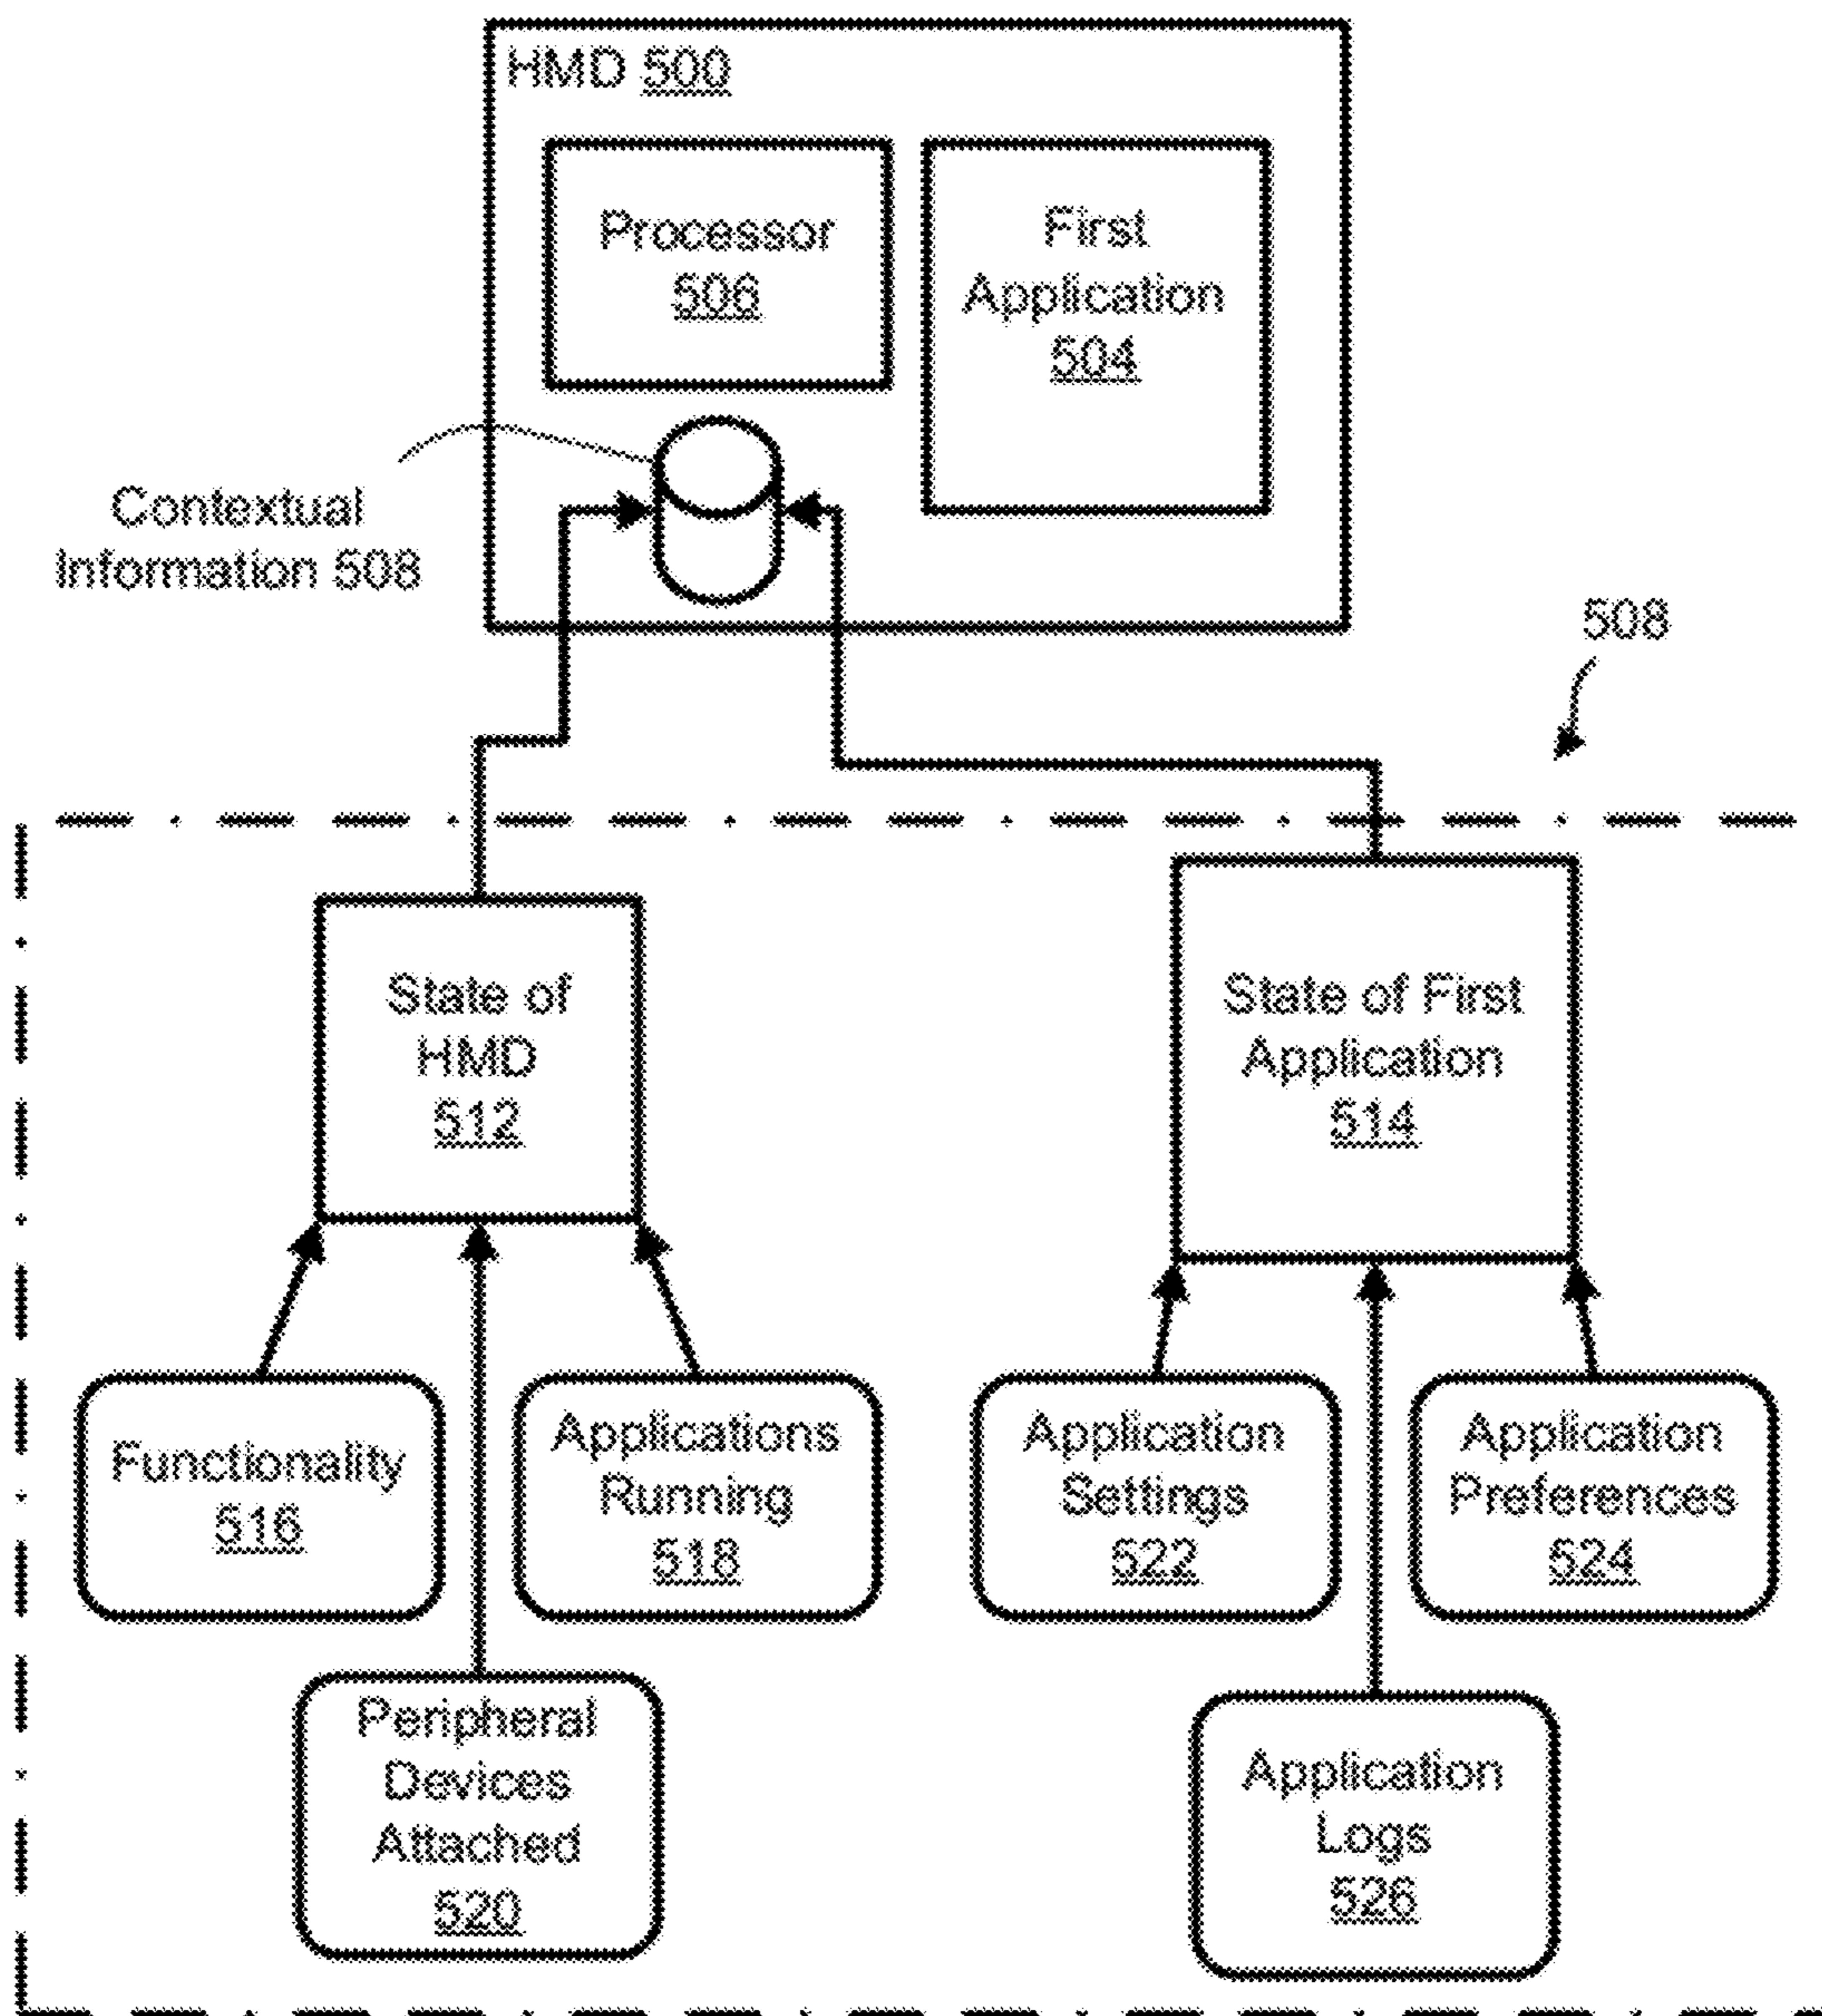 HMD 500
Processor
506
First
Application
504
Contextual
Information 508
508
State of
HMD
512
State of First
Application
514
Functionality
516
Applications
Running
518
Application
Settings
522
Application
Preferences
524
Peripheral
Devices
Attached
520
Application
Logs
526